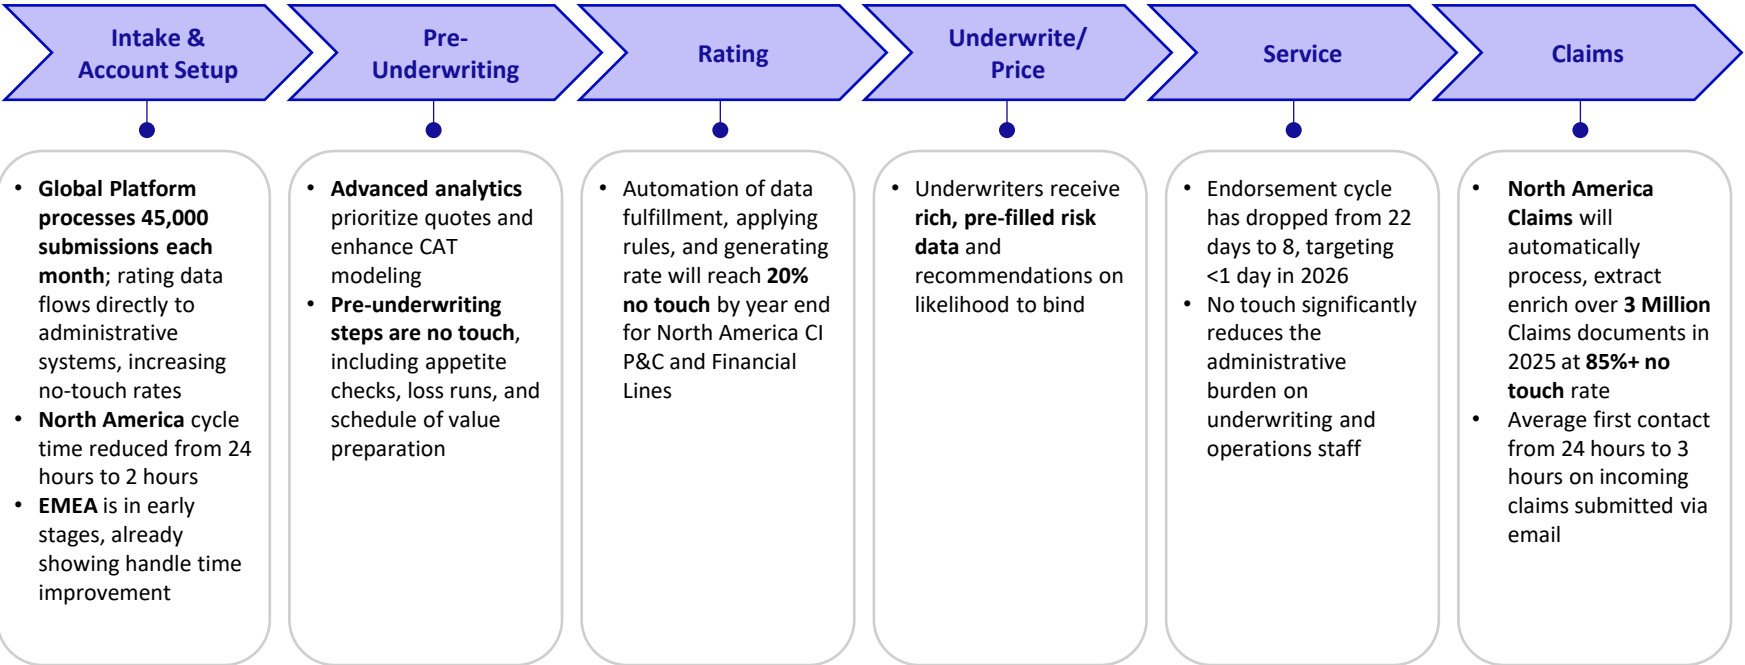 Intake &
Account Setup
Pre-
Underwriting
Rating
Underwrite/
Price
Service
Claims
• Global Platform
processes 45,000
submissions each
month; rating data
flows directly to
administrative
systems, increasing
no-touch rates
• North America cycle
time reduced from 24
hours to 2 hours
• EMEA is in early
stages, already
showing handle time
improvement
• Advanced analytics
prioritize quotes and
enhance CAT
modeling
• Pre-underwriting
steps are no touch,
including appetite
checks, loss runs, and
schedule of value
preparation
• Automation of data
fulfillment, applying
rules, and generating
rate will reach 20%
no touch by year end
for North America CI
P&C and Financial
Lines
• Underwriters receive
rich, pre-filled risk
data and
recommendations on
likelihood to bind
• Endorsement cycle
has dropped from 22
days to 8, targeting
<1 day in 2026
• No touch significantly
reduces the
administrative
burden on
underwriting and
operations staff
• North America
Claims will
automatically
process, extract
enrich over 3 Million
Claims documents in
2025 at 85%+ no
touch rate
• Average first contact
from 24 hours to 3
hours on incoming
claims submitted via
email